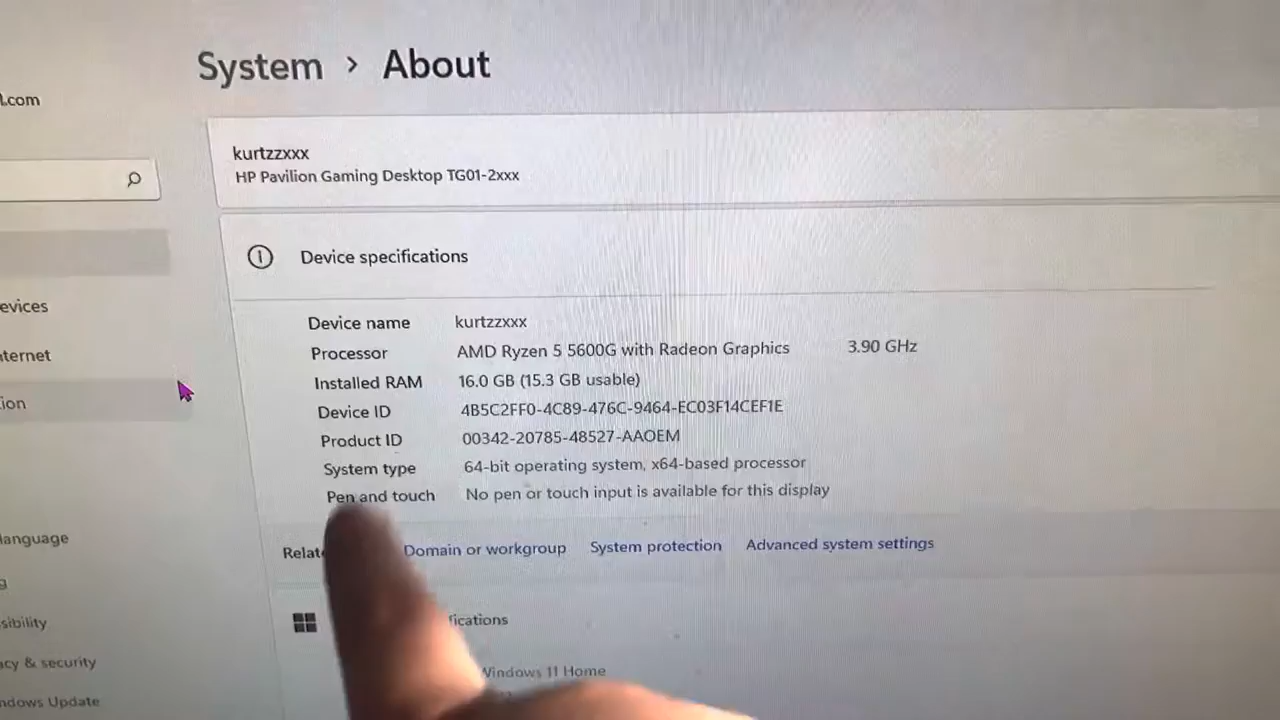 System > About
l.com
kurtzzxxx
HP Pavilion Gaming Desktop TG01-2xxx
Device specifications
evices
Device name kurtzzxxx
Processor AMD Ryzen 5 5600G with Radeon Graphics 3.90 GHz
nternet
Installed RAM 16.0 GB (15.3 GB usable)
tion
Device ID 4B5C2FF0-4C89-476C-9464-EC03F14CEF1E
Product ID 00342-20785-48527-AAOEM
System type 64-bit operating system, x64-based processor
Pen and touch No pen or touch input is available for this display
language
Relate Domain or workgroup System protection Advanced system settings
g
sibility
ifications
acy & security
Windows 11 Home
ndows Update